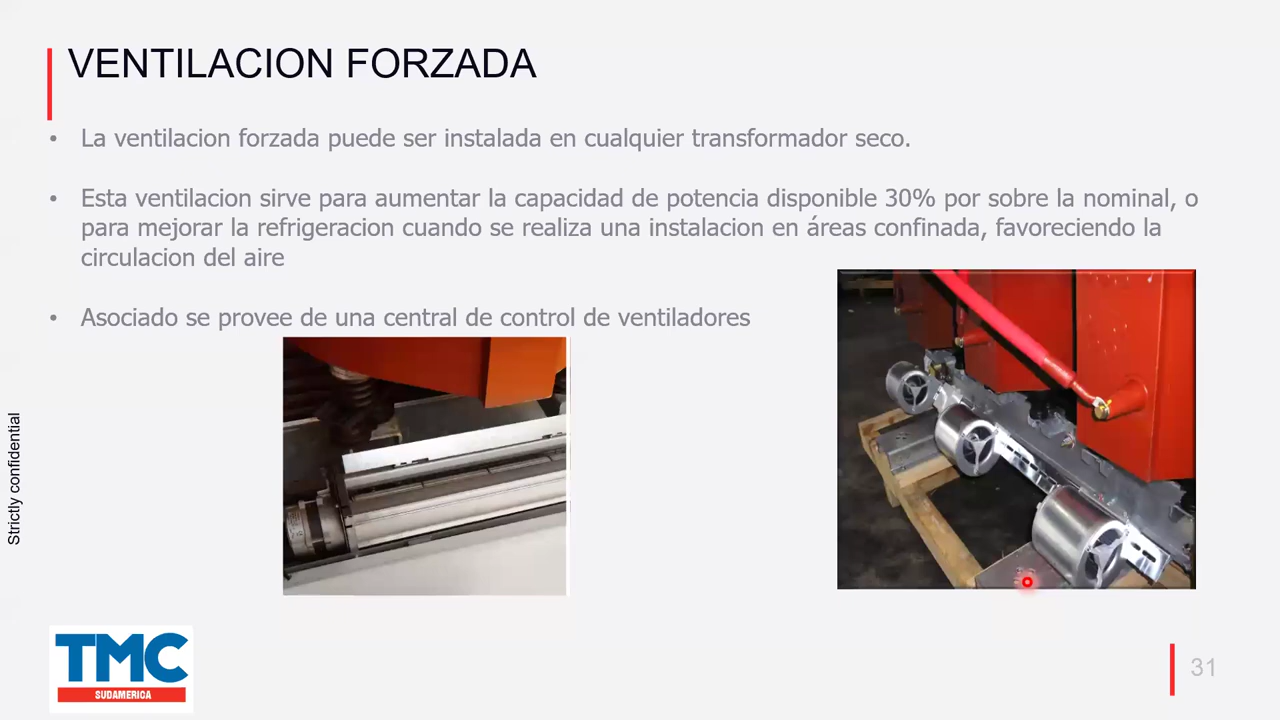 VENTILACION FORZADA
• La ventilacion forzada puede ser instalada en cualquier transformador seco.
• Esta ventilacion sirve para aumentar la capacidad de potencia disponible 30% por sobre la nominal, o
para mejorar la refrigeracion cuando se realiza una instalacion en áreas confinada, favoreciendo la
circulacion del aire
• Asociado se provee de una central de control de ventiladores
Strictly confidential
TMC
SUDAMERICA
31